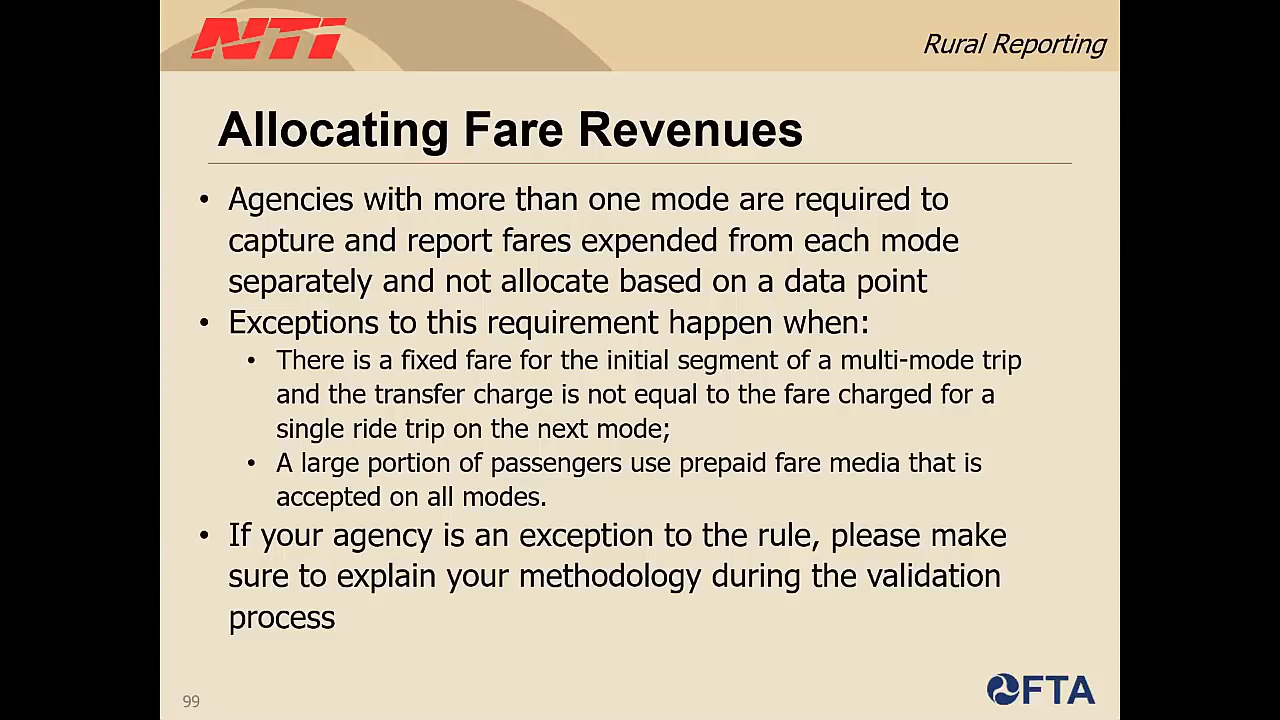 NTI
Rural Reporting
Allocating Fare Revenues
• Agencies with more than one mode are required to
capture and report fares expended from each mode
separately and not allocate based on a data point
• Exceptions to this requirement happen when:
• There is a fixed fare for the initial segment of a multi-mode trip
and the transfer charge is not equal to the fare charged for a
single ride trip on the next mode;
• A large portion of passengers use prepaid fare media that is
accepted on all modes.
• If your agency is an exception to the rule, please make
sure to explain your methodology during the validation
process
99
FTA